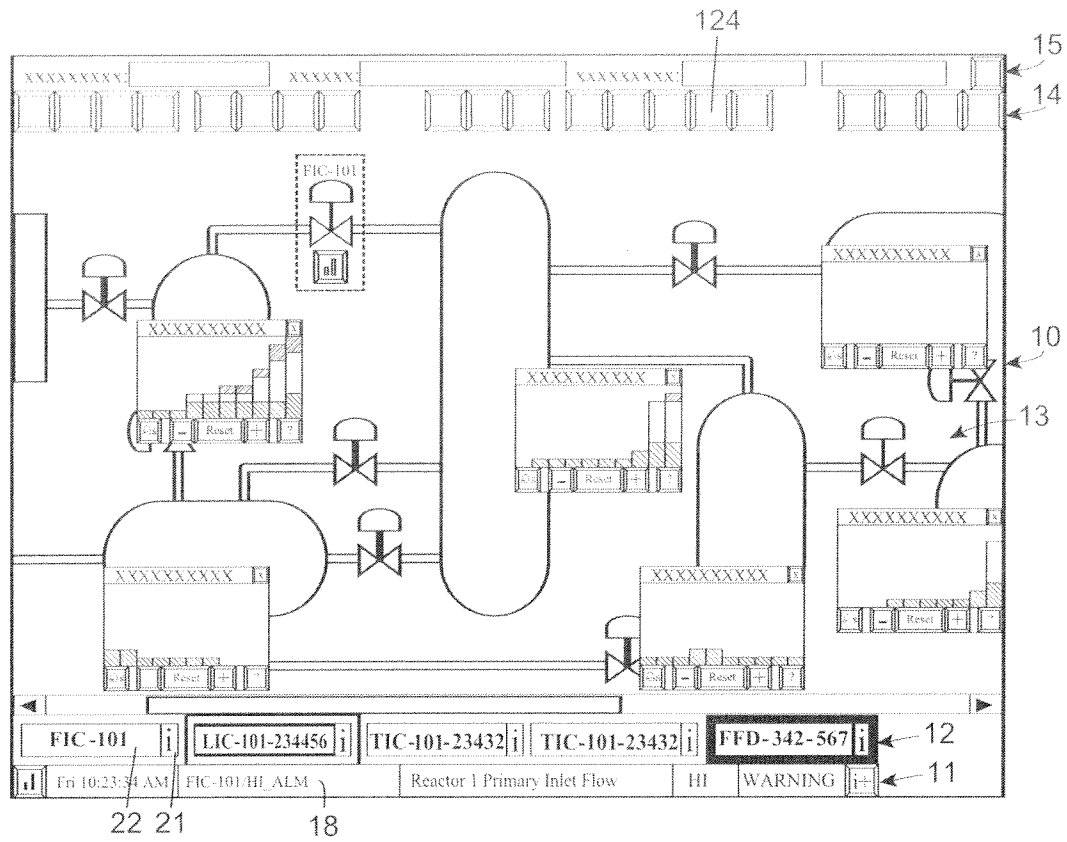 124
15
XXXXXXXXX: XXXXXX: XXXXXXXXX:
14
FIC-101
XXXXXXXXXX x
10
Reset + ?
XXXXXXXXXX x
XXXXXXXXXX x
13
Reset + ?
Reset + ?
XXXXXXXXXX x
XXXXXXXXXX x
XXXXXXXXXX x
Reset ?
Reset + ?
Reset + ?
FIC-101 i
LIC-101-234456 i
TIC-101-23432 i
TIC-101-23432 i
FFD-342-567 i
12
Fri 10:23:34 AM
FIC-101/HI_ALM
Reactor 1 Primary Inlet Flow
HI
WARNING
i+
11
22
21
18